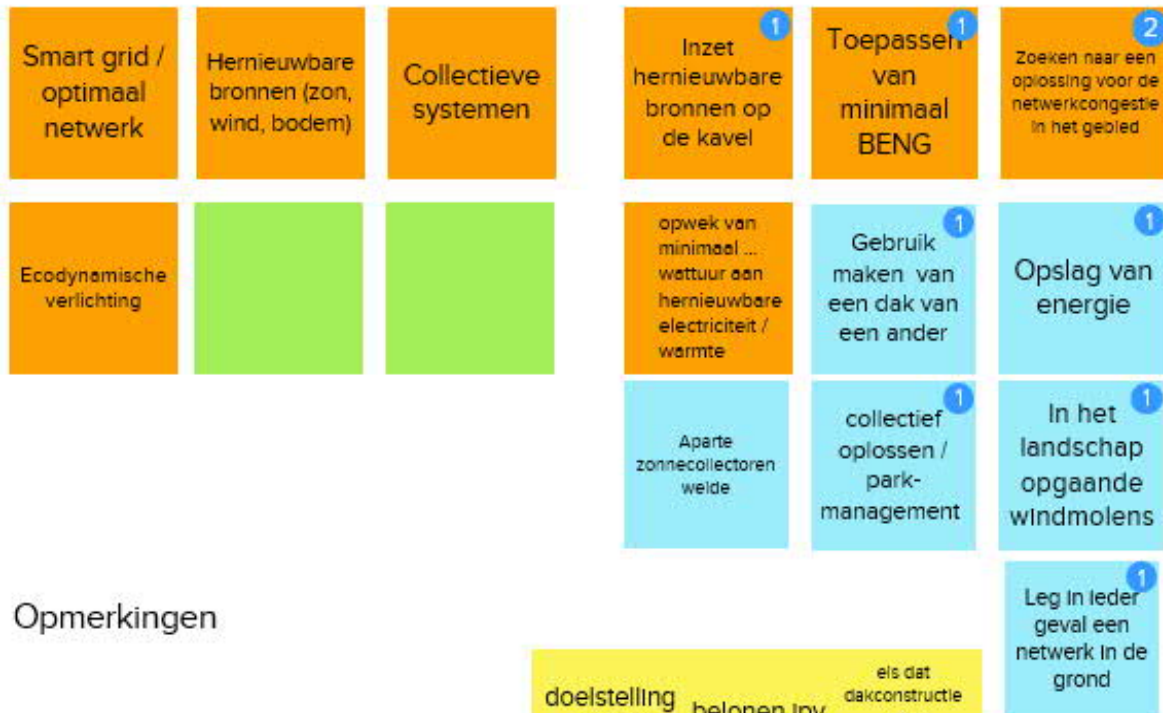 Smart grid /
optimaal
netwerk
Hernieuwbare
bronnen (zon,
wind, bodem)
Collectieve
systemen
1
Inzet
hernieuwbare
bronnen op
de kavel
1
Toepassen
van
minimaal
BENG
2
Zoeken naar een
oplossing voor de
netwerkcongestie
in het gebied
Ecodynamische
verlichting
opwek van
minimaal ...
wattuur aan
hernieuwbare
electriciteit /
warmte
1
Gebruik
maken van
een dak van
een ander
1
Opslag van
energie
Aparte
zonnecollectoren
weide
1
collectief
oplossen /
park-
management
1
In het
landschap
opgaande
windmolens
1
Leg in ieder
geval een
netwerk in de
grond
Opmerkingen
doelstelling
belonen ipv
eis dat
dakconstructie